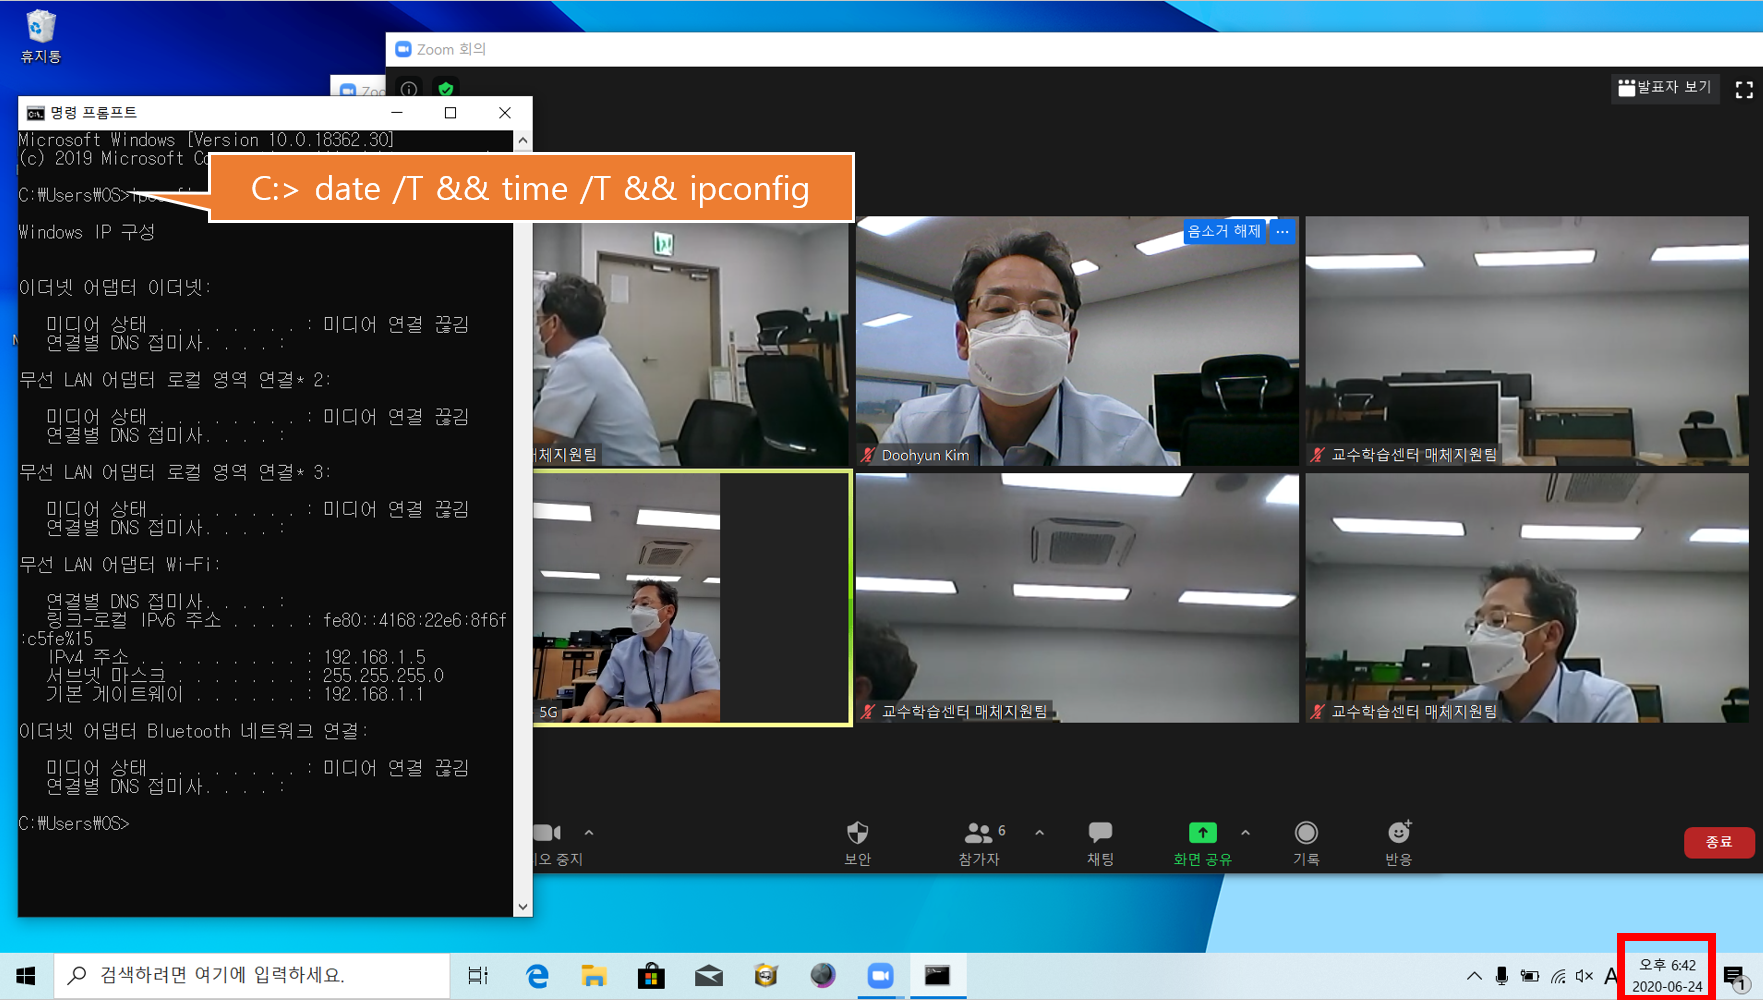 휴지통
Zoom 회의
발표자 보기
명령 프롬프트
Microsoft Windows [Version 10.0.18362.30]
(c) 2019 Microsoft
C:> date /T && time /T && ipconfig
C:₩Users₩OS>
Windows IP 구성
이더넷 어댑터 이더넷:
미디어 상태 . . . . . . . . : 미디어 연결 끊김
연결별 DNS 접미사. . . . :
무선 LAN 어댑터 로컬 영역 연결* 2:
미디어 상태 . . . . . . . . : 미디어 연결 끊김
연결별 DNS 접미사. . . . :
무선 LAN 어댑터 로컬 영역 연결* 3:
미디어 상태 . . . . . . . . : 미디어 연결 끊김
연결별 DNS 접미사. . . . :
무선 LAN 어댑터 Wi-Fi:
연결별 DNS 접미사. . . . :
링크-로컬 IPv6 주소 . . . . : fe80::4168:22e6:8f6f
:c5fe%15
IPv4 주소 . . . . . . . . . : 192.168.1.5
서브넷 마스크 . . . . . . . : 255.255.255.0
기본 게이트웨이 . . . . . . : 192.168.1.1
이더넷 어댑터 Bluetooth 네트워크 연결:
미디어 상태 . . . . . . . . : 미디어 연결 끊김
연결별 DNS 접미사. . . . :
C:₩Users₩OS>
음소거 해제 ...
매체지원팀
Doohyun Kim
교수학습센터 매체지원팀
5G
교수학습센터 매체지원팀
교수학습센터 매체지원팀
6
중지
보안
참가자
채팅
화면 공유
기록
반응
종료
검색하려면 여기에 입력하세요.
A
오후 6:42
2020-06-24
1